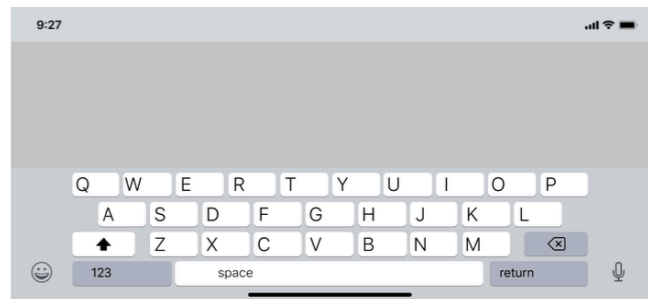 9:27
Q W E R T Y U I O P
A S D F G H J K L
Z X C V B N M
123 space return